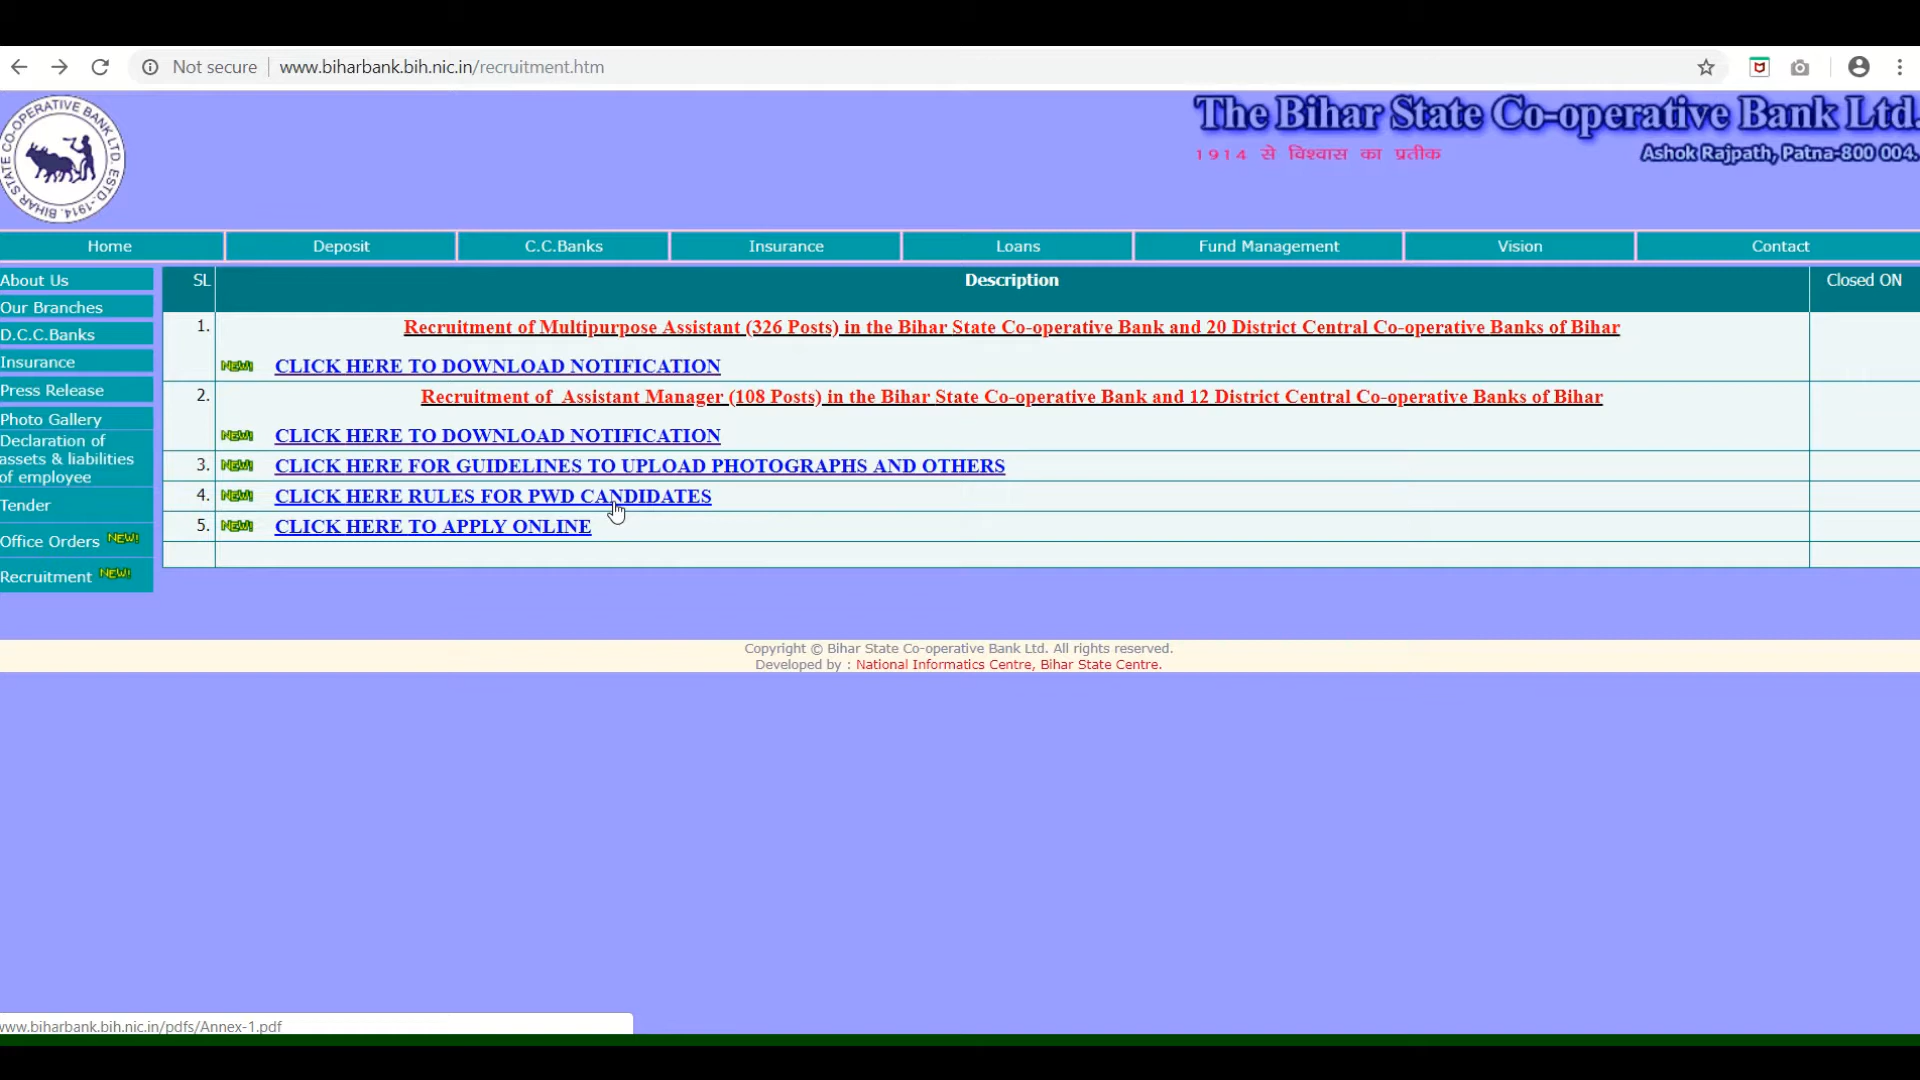 Not secure | www.biharbank.bih.nic.in/recruitment.htm
BIHAR STATE CO-OPERATIVE BANK LTD. ESTD.-1914.
The Bihar State Co-operative Bank Ltd.
1914 से विश्वास का प्रतीक
Ashok Rajpath, Patna-800 004.
Home Deposit C.C.Banks Insurance Loans Fund Management Vision Contact
About Us
Our Branches
D.C.C.Banks
Insurance
Press Release
Photo Gallery
Declaration of
assets & liabilities
of employee
Tender
Office Orders NEW!
Recruitment NEW!
SL Description Closed ON
1. Recruitment of Multipurpose Assistant (326 Posts) in the Bihar State Co-operative Bank and 20 District Central Co-operative Banks of Bihar
NEW! CLICK HERE TO DOWNLOAD NOTIFICATION
2. Recruitment of Assistant Manager (108 Posts) in the Bihar State Co-operative Bank and 12 District Central Co-operative Banks of Bihar
NEW! CLICK HERE TO DOWNLOAD NOTIFICATION
3. NEW! CLICK HERE FOR GUIDELINES TO UPLOAD PHOTOGRAPHS AND OTHERS
4. NEW! CLICK HERE RULES FOR PWD CANDIDATES
5. NEW! CLICK HERE TO APPLY ONLINE
Copyright © Bihar State Co-operative Bank Ltd. All rights reserved.
Developed by : National Informatics Centre, Bihar State Centre.
www.biharbank.bih.nic.in/pdfs/Annex-1.pdf